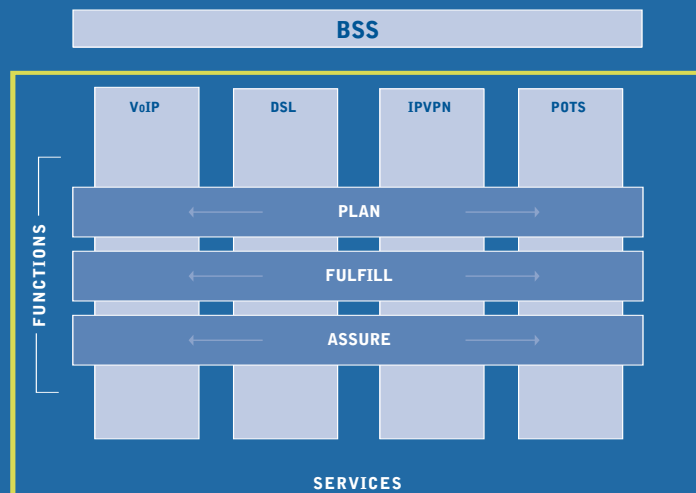 BSS
VoIP DSL IPVPN POTS
FUNCTIONS
PLAN
FULFILL
ASSURE
SERVICES